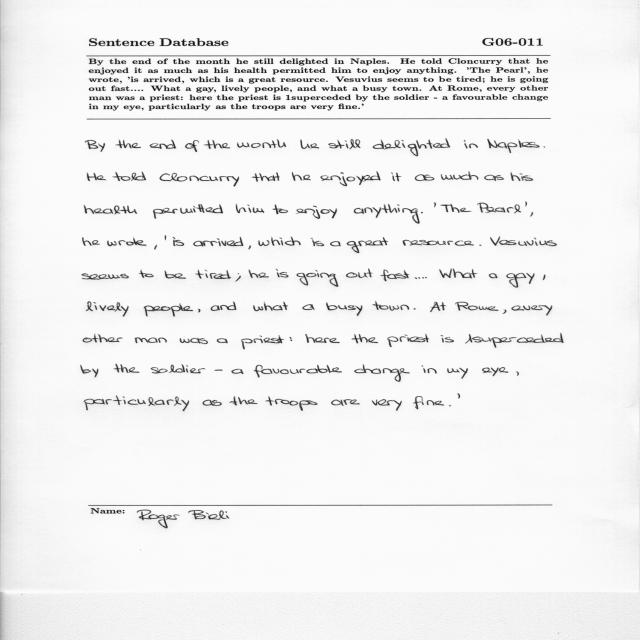 Sentence Database G06-011
By the end of the month he still delighted in Naples. He told Cloncurry that he
enjoyed it as much as his health permitted him to enjoy anything. 'The Pearl', he
wrote, 'is arrived, which is a great resource. Vesuvius seems to be tired; he is going
out fast.... What a gay, lively people, and what a busy town. At Rome, every other
man was a priest: here the priest is 1superceded by the soldier - a favourable change
in my eye, particularly as the troops are very fine.'
By the end of the month he still delighted in Naples.
He told Cloncurry that he enjoyed it as much as his
health permitted him to enjoy anything. 'The Pearl',
he wrote, 'is arrived, which is a great resource. Vesuvius
seems to be tired; he is going out fast.... What a gay,
lively people, and what a busy town. At Rome, every
other man was a priest: here the priest is 1superceded
by the soldier - a favourable change in my eye,
particularly as the troops are very fine.'
Name: Roger Bieli